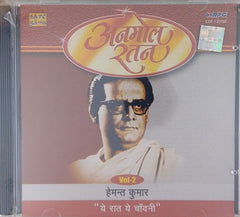 अनमोल
रतन
Vol-2
हेमन्त कुमार
"ये रात ये चाँदनी"